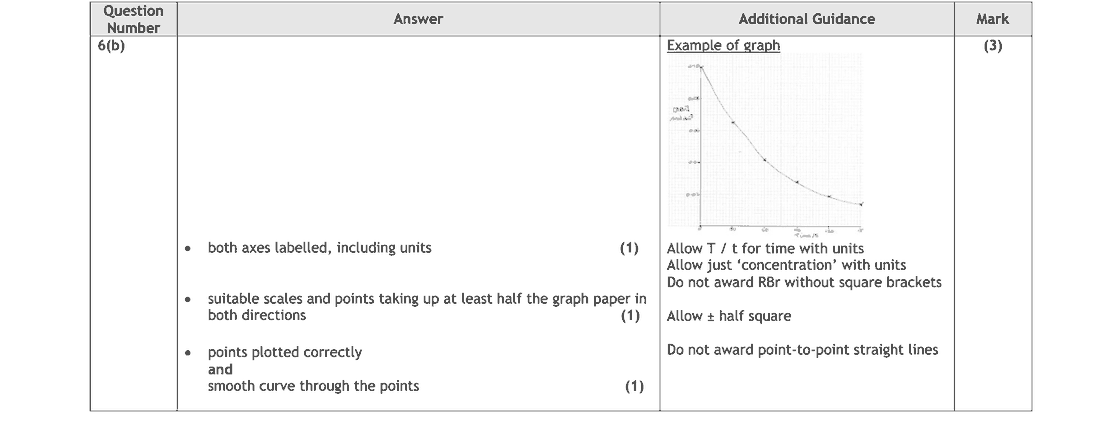 Question
Number
Answer
Additional Guidance
Mark
6(b)
Example of graph
(3)
• both axes labelled, including units (1)
Allow T / t for time with units
Allow just ‘concentration’ with units
Do not award RBr without square brackets
• suitable scales and points taking up at least half the graph paper in
both directions (1)
Allow ± half square
• points plotted correctly
Do not award point-to-point straight lines
and
smooth curve through the points (1)